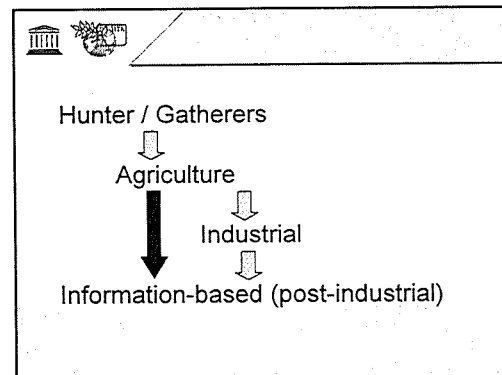 Hunter / Gatherers
Agriculture
Industrial
Information-based (post-industrial)